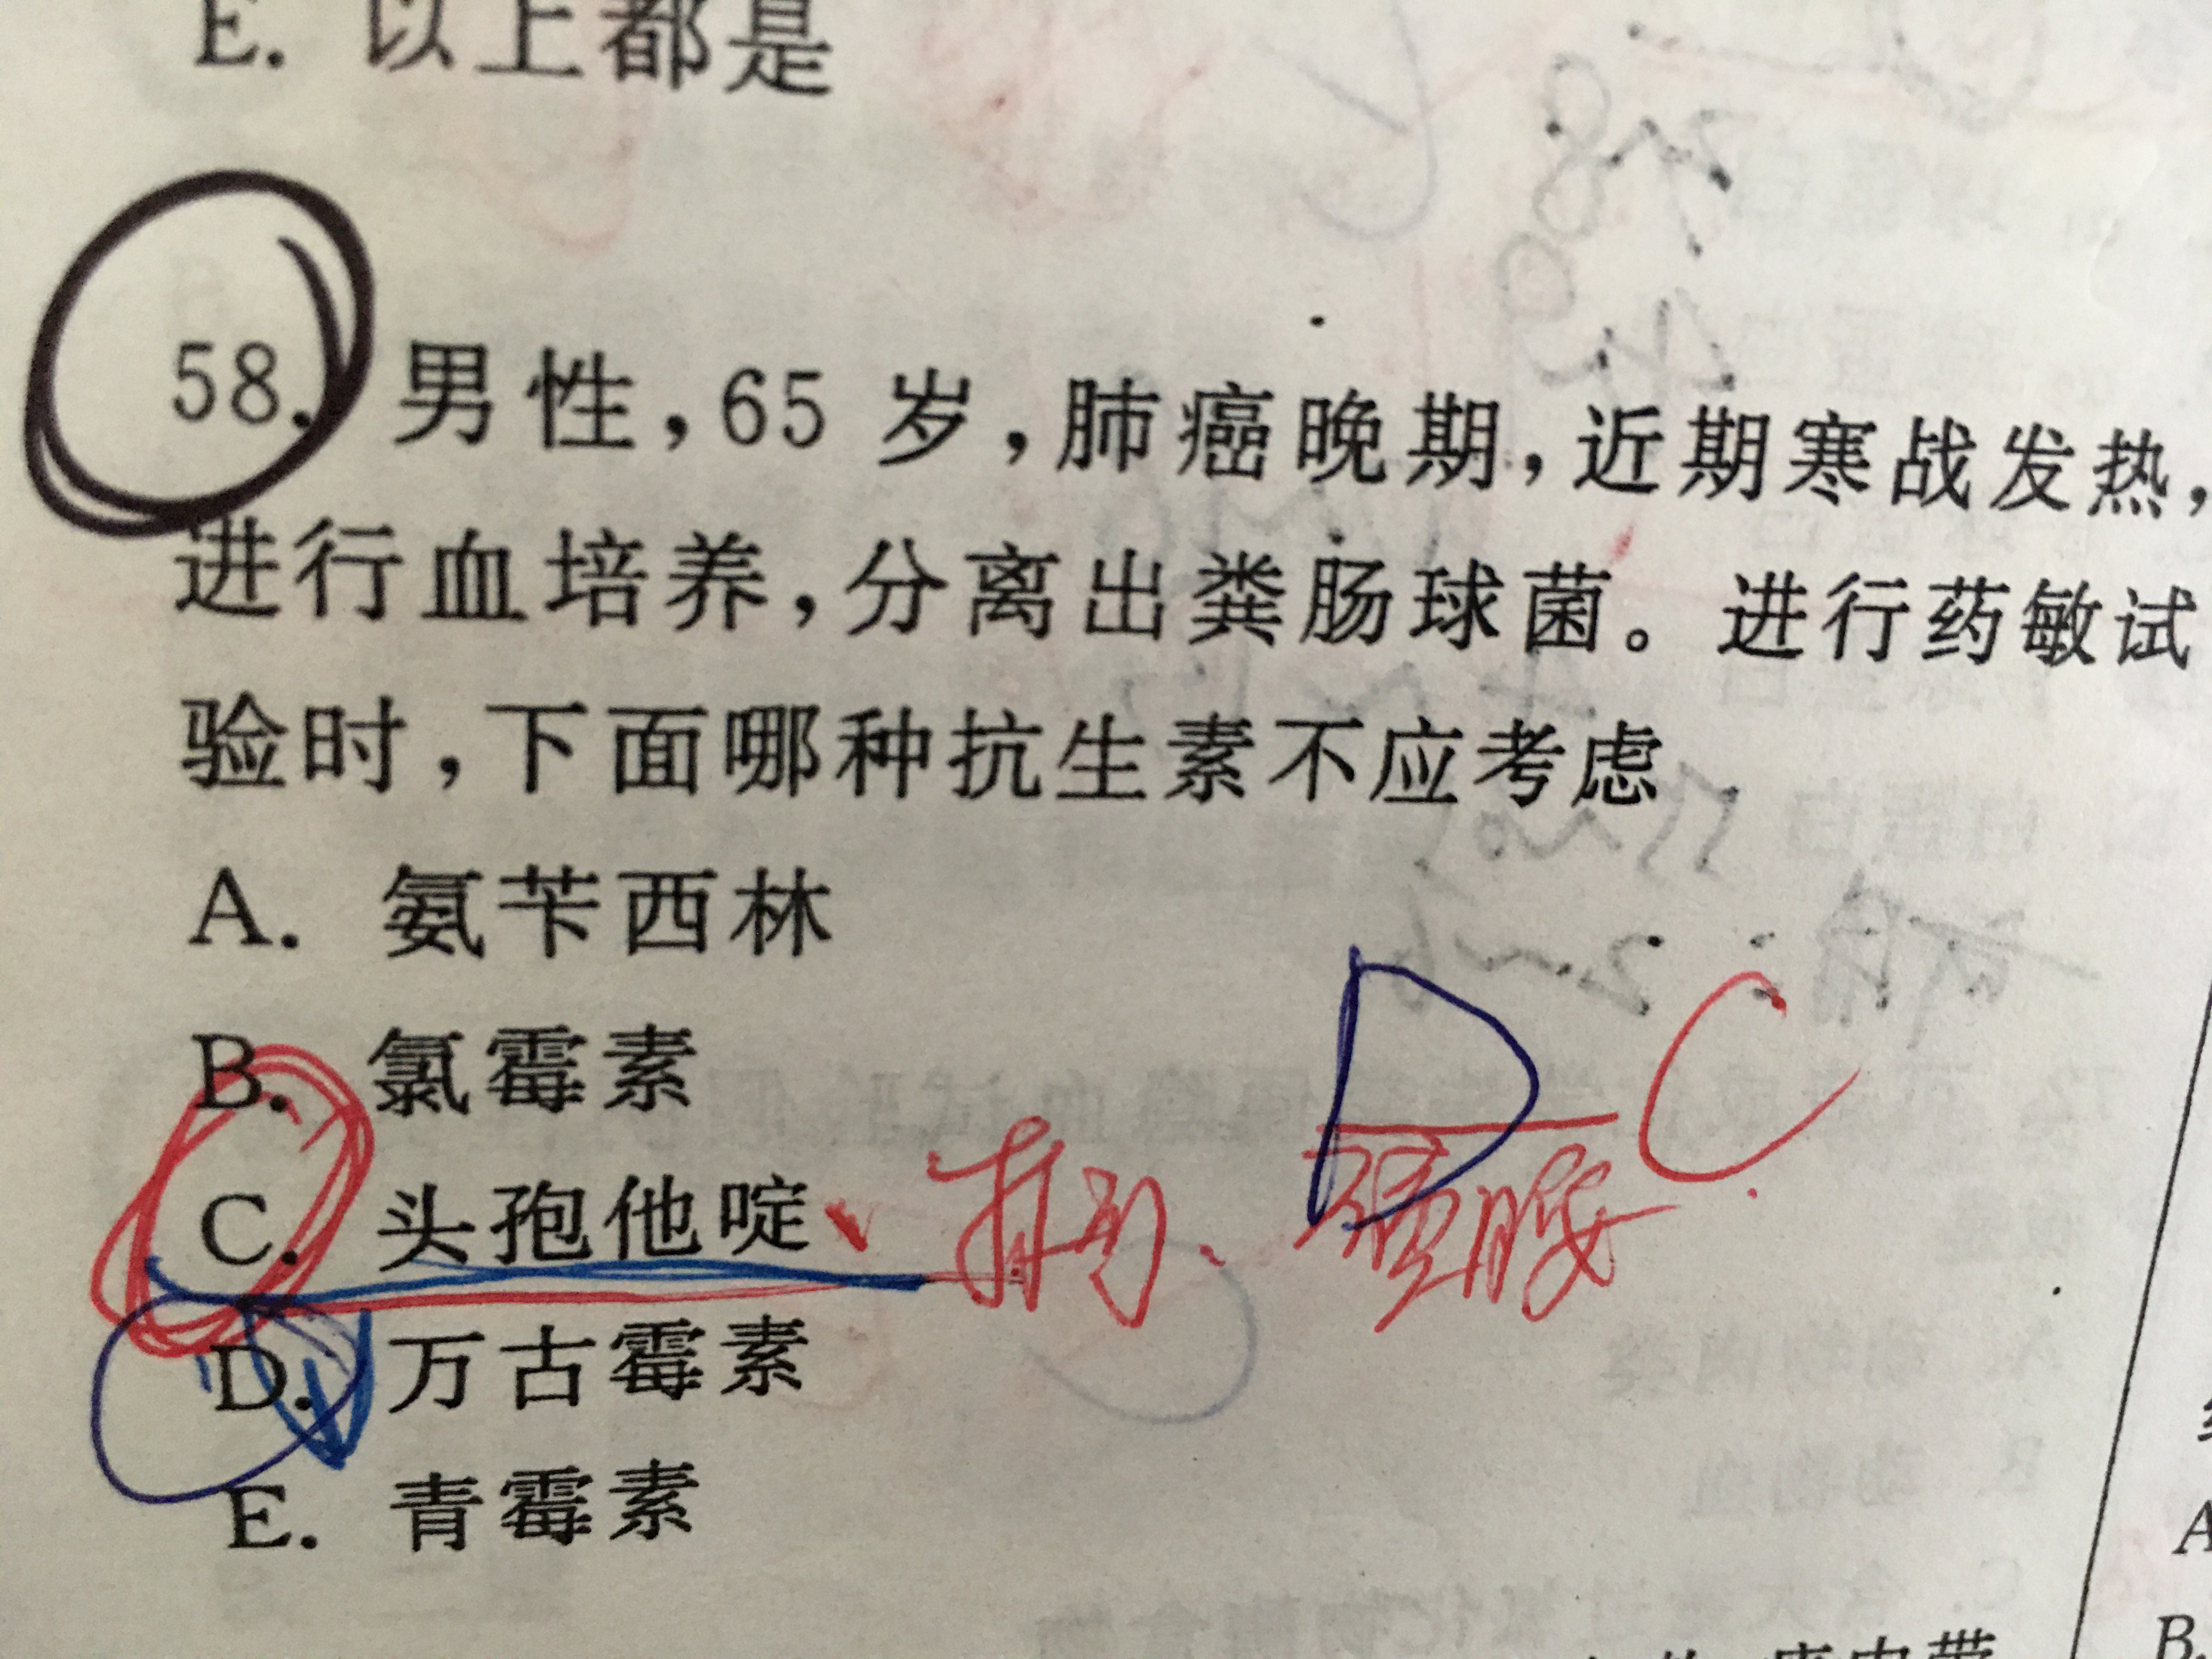 E. 以上都是
58. 男性，65 岁，肺癌晚期，近期寒战发热，
进行血培养，分离出粪肠球菌。进行药敏试
验时，下面哪种抗生素不应考虑
A. 氨苄西林
B. 氯霉素
C. 头孢他啶
D. 万古霉素
E. 青霉素
D
C
A
B.